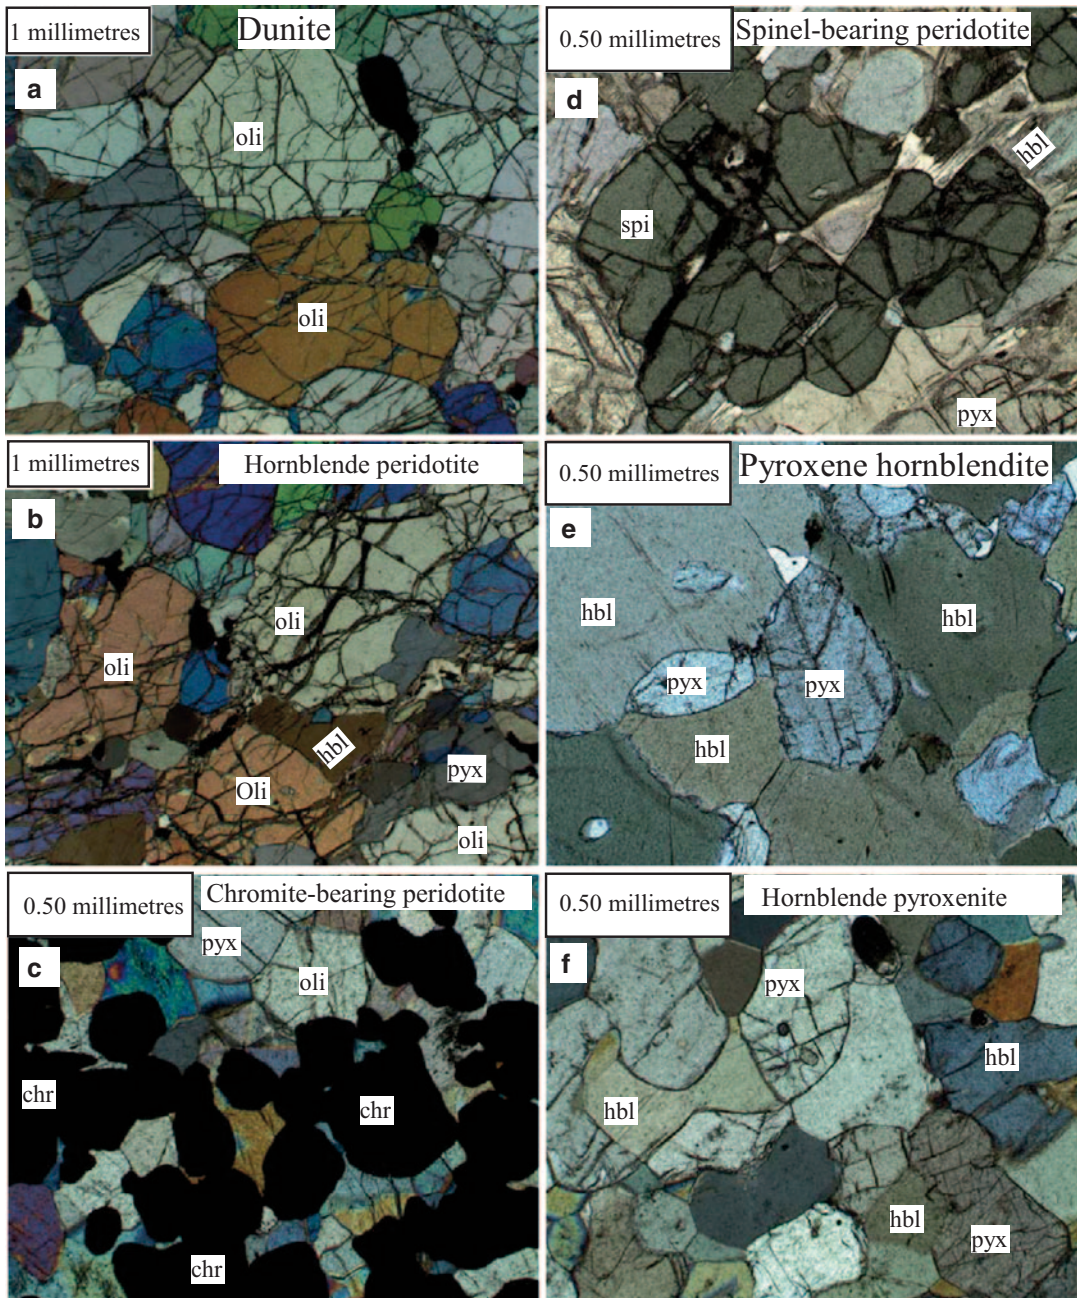 1 millimetres
Dunite
a
oli
oli
0.50 millimetres
Spinel-bearing peridotite
d
hbl
spi
pyx
1 millimetres
Hornblende peridotite
b
oli
oli
hbl
pyx
Oli
oli
0.50 millimetres
Pyroxene hornblendite
e
hbl
hbl
pyx
pyx
hbl
0.50 millimetres
Chromite-bearing peridotite
pyx
c
oli
chr
chr
chr
0.50 millimetres
Hornblende pyroxenite
f
pyx
hbl
hbl
hbl
pyx